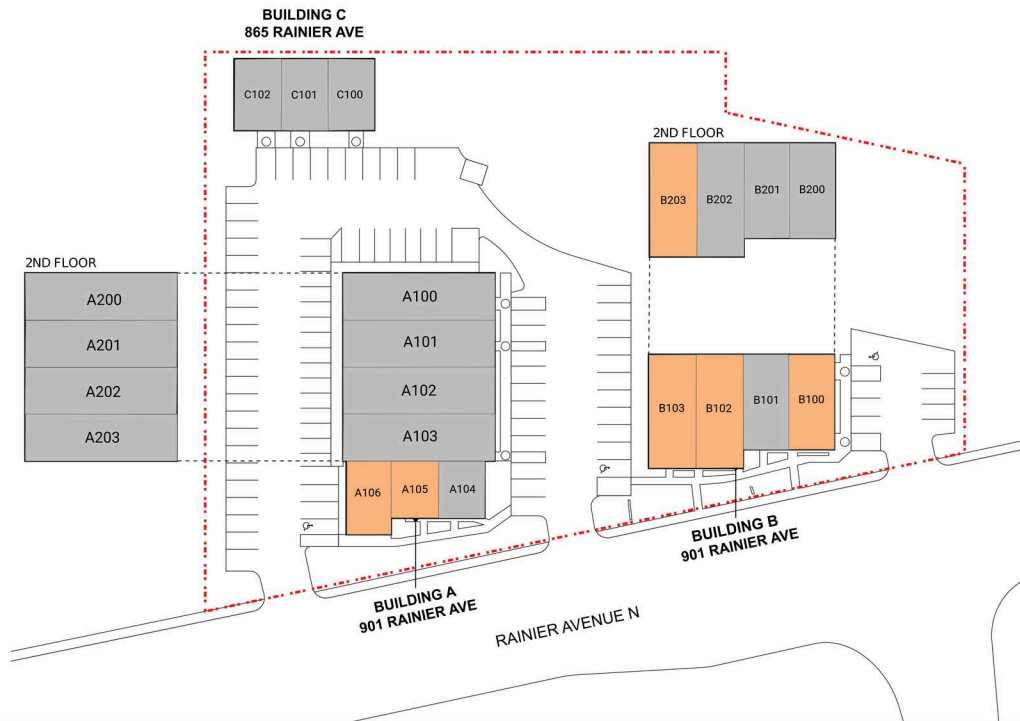 BUILDING C
865 RAINIER AVE
C102
C101
C100
2ND FLOOR
B203
B202
B201
B200
2ND FLOOR
A200
A201
A202
A203
A100
A101
A102
A103
A106
A105
A104
B103
B102
B101
B100
BUILDING B
901 RAINIER AVE
BUILDING A
901 RAINIER AVE
RAINIER AVENUE N